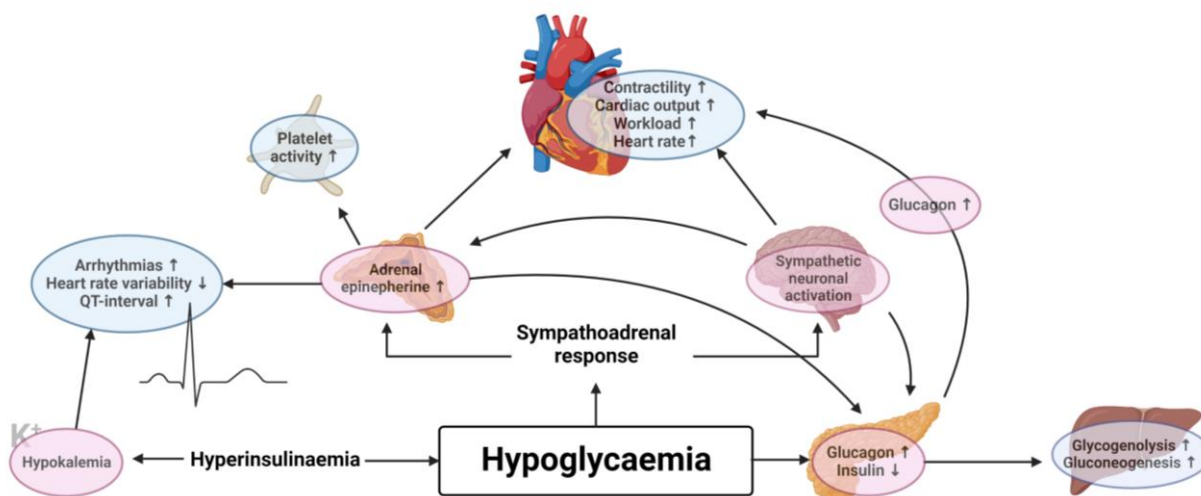 Contractility ↑
Cardiac output ↑
Workload ↑
Heart rate↑
Platelet
activity ↑
Glucagon ↑
Arrhythmias ↑
Heart rate variability ↓
QT-interval ↑
Adrenal
epinepherine ↑
Sympathetic
neuronal
activation
Sympathoadrenal
response
K+
Hypokalemia
Hyperinsulinaemia
Hypoglycaemia
Glucagon ↑
Insulin ↓
Glycogenolysis ↑
Gluconeogenesis ↑